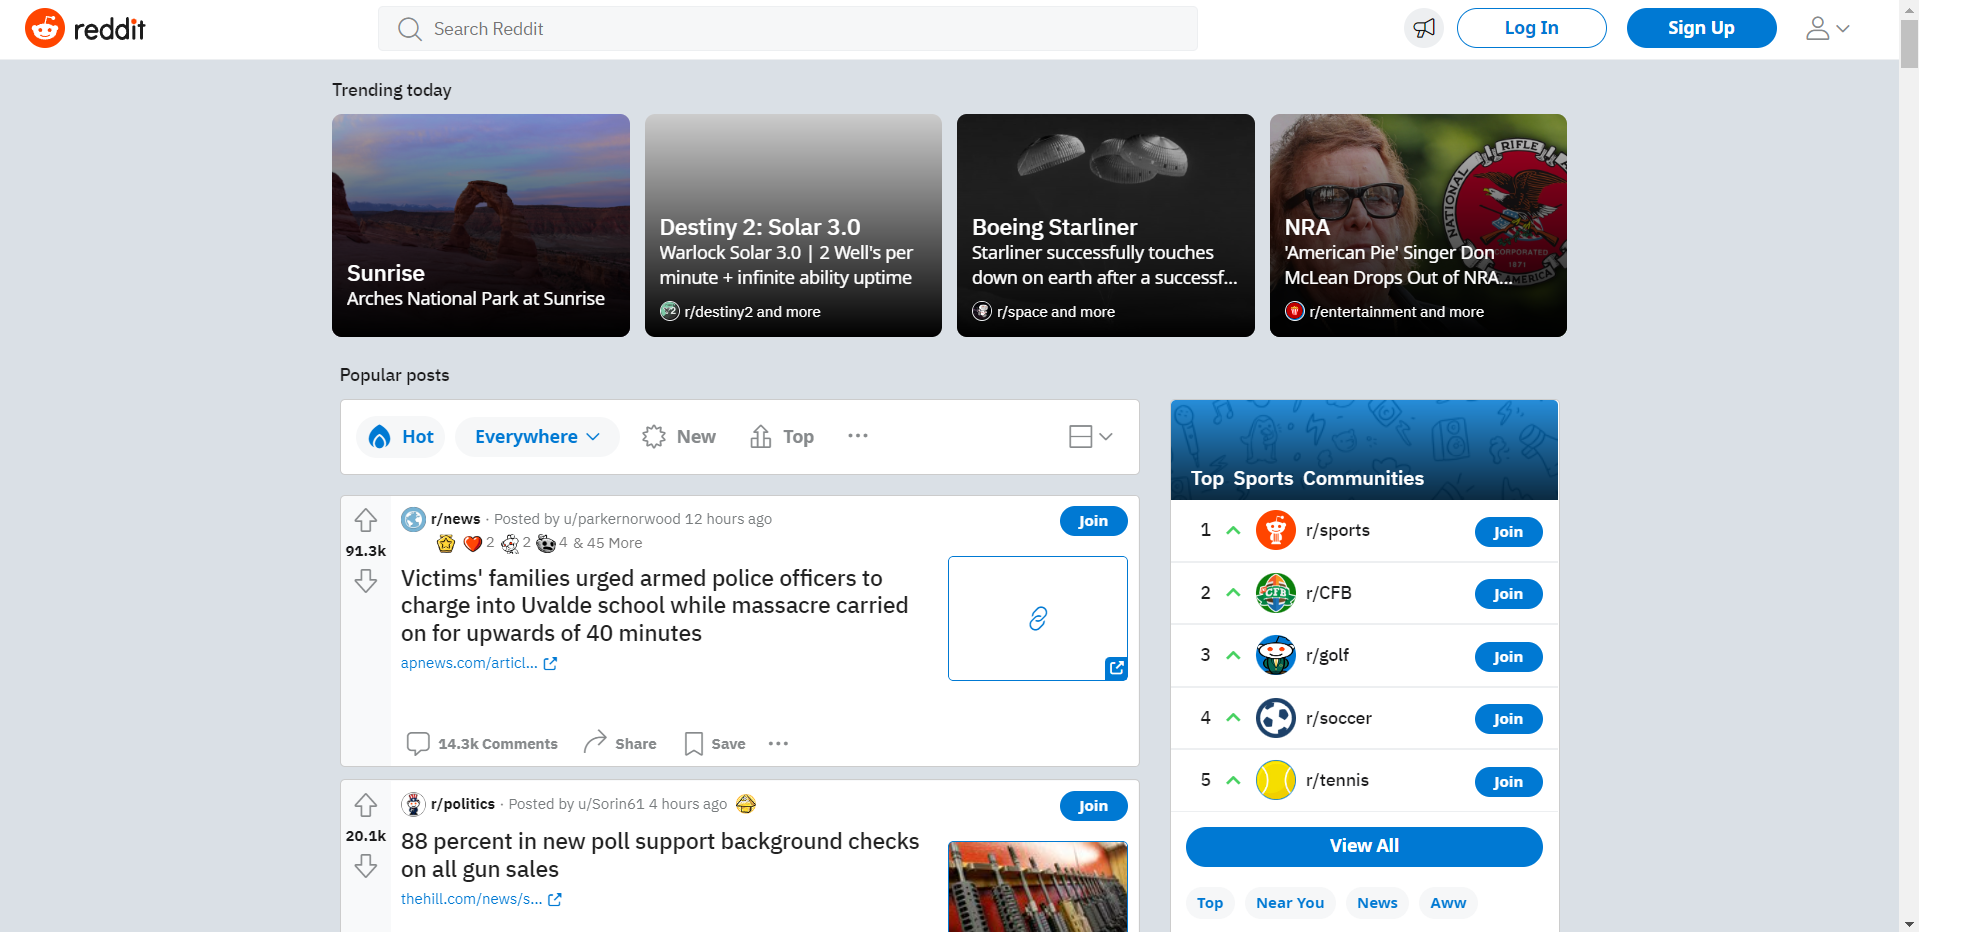 reddit
Search Reddit
Log In
Sign Up
Trending today
Sunrise
Arches National Park at Sunrise
Destiny 2: Solar 3.0
Warlock Solar 3.0 | 2 Well's per
minute + infinite ability uptime
r/destiny2 and more
Boeing Starliner
Starliner successfully touches
down on earth after a successf...
r/space and more
NATIONAL RIFLE ASSOCIATION
INCORPORATED
1871
AMERICA
NRA
'American Pie' Singer Don
McLean Drops Out of NRA...
r/entertainment and more
Popular posts
Hot
Everywhere
New
Top
91.3k
r/news · Posted by u/parkernorwood 12 hours ago
2 2 4 & 45 More
Join
Victims' families urged armed police officers to
charge into Uvalde school while massacre carried
on for upwards of 40 minutes
apnews.com/articl...
14.3k Comments
Share
Save
20.1k
r/politics · Posted by u/Sorin61 4 hours ago
Join
88 percent in new poll support background checks
on all gun sales
thehill.com/news/s...
Top Sports Communities
1 r/sports Join
2 CFB r/CFB Join
3 r/golf Join
4 r/soccer Join
5 r/tennis Join
View All
Top
Near You
News
Aww